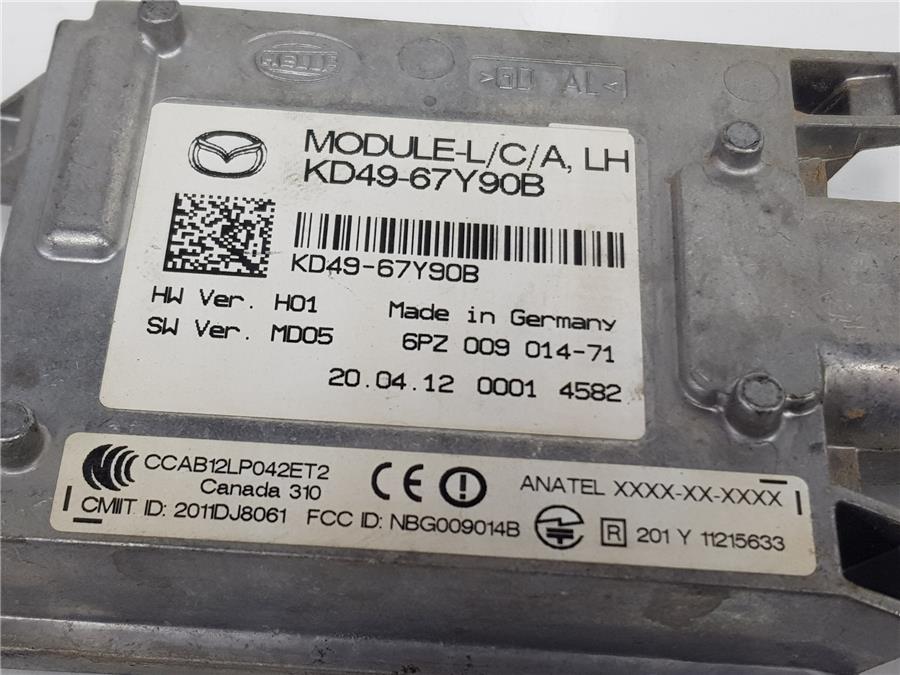 HELLA
>GD AL<
MODULE-L/C/A, LH
KD49-67Y90B
KD49-67Y90B
HW Ver. H01
Made in Germany
SW Ver. MD05
6PZ 009 014-71
20.04.12 0001 4582
CCAB12LP042ET2
Canada 310
CE
ANATEL XXXX-XX-XXXX
CMIIT ID: 2011DJ8061 FCC ID: NBG009014B
R 201 Y 11215633